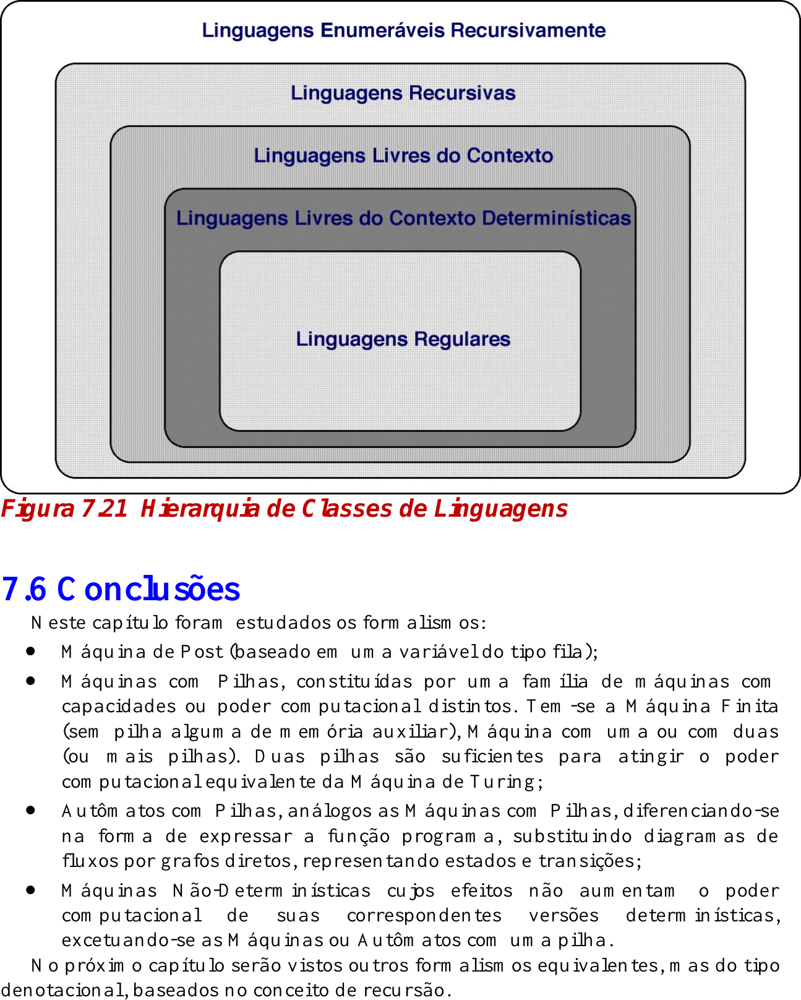 Linguagens Enumeráveis Recursivamente
Linguagens Recursivas
Linguagens Livres do Contexto
Linguagens Livres do Contexto Determinísticas
Linguagens Regulares
Figura 7.21 Hierarquia de Classes de Linguagens
7.6 Conclusões
Neste capítulo foram estudados os formalismos:
● Máquina de Post (baseado em uma variável do tipo fila);
● Máquinas com Pilhas, constituídas por uma família de máquinas com
capacidades ou poder computacional distintos. Tem-se a Máquina Finita
(sem pilha alguma de memória auxiliar), Máquina com uma ou com duas
(ou mais pilhas). Duas pilhas são suficientes para atingir o poder
computacional equivalente da Máquina de Turing;
● Autômatos com Pilhas, análogos as Máquinas com Pilhas, diferenciando-se
na forma de expressar a função programa, substituindo diagramas de
fluxos por grafos diretos, representando estados e transições;
● Máquinas Não-Determinísticas cujos efeitos não aumentam o poder
computacional de suas correspondentes versões determinísticas,
excetuando-se as Máquinas ou Autômatos com uma pilha.
No próximo capítulo serão vistos outros formalismos equivalentes, mas do tipo
denotacional, baseados no conceito de recursão.